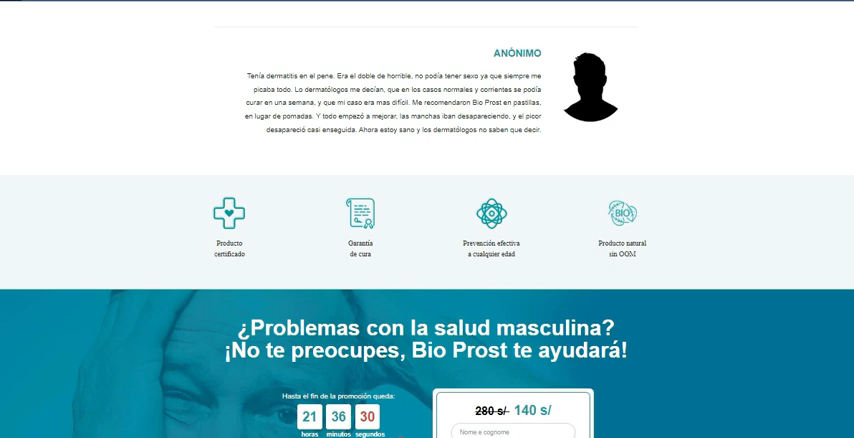 ANÓNIMO
Tenía dermatitis en el pene. Era el doble de horrible, no podía tener sexo ya que siempre me
picaba todo. Lo dermatólogos me decían, que en los casos normales y corrientes se podía
curar en una semana, y que mi caso era mas difícil. Me recomendaron Bio Prost en pastillas,
en lugar de pomadas. Y todo empezó a mejorar, las manchas iban desapareciendo, y el picor
desapareció casi enseguida. Ahora estoy sano y los dermatólogos no saben que decir.
BIO
Producto
certificado
Garantía
de cura
Prevención efectiva
a cualquier edad
Producto natural
sin OGM
¿Problemas con la salud masculina?
¡No te preocupes, Bio Prost te ayudará!
Hasta el fin de la promoción queda:
21 36 30
horas minutos segundos
280 s/ 140 s/
Nome e cognome